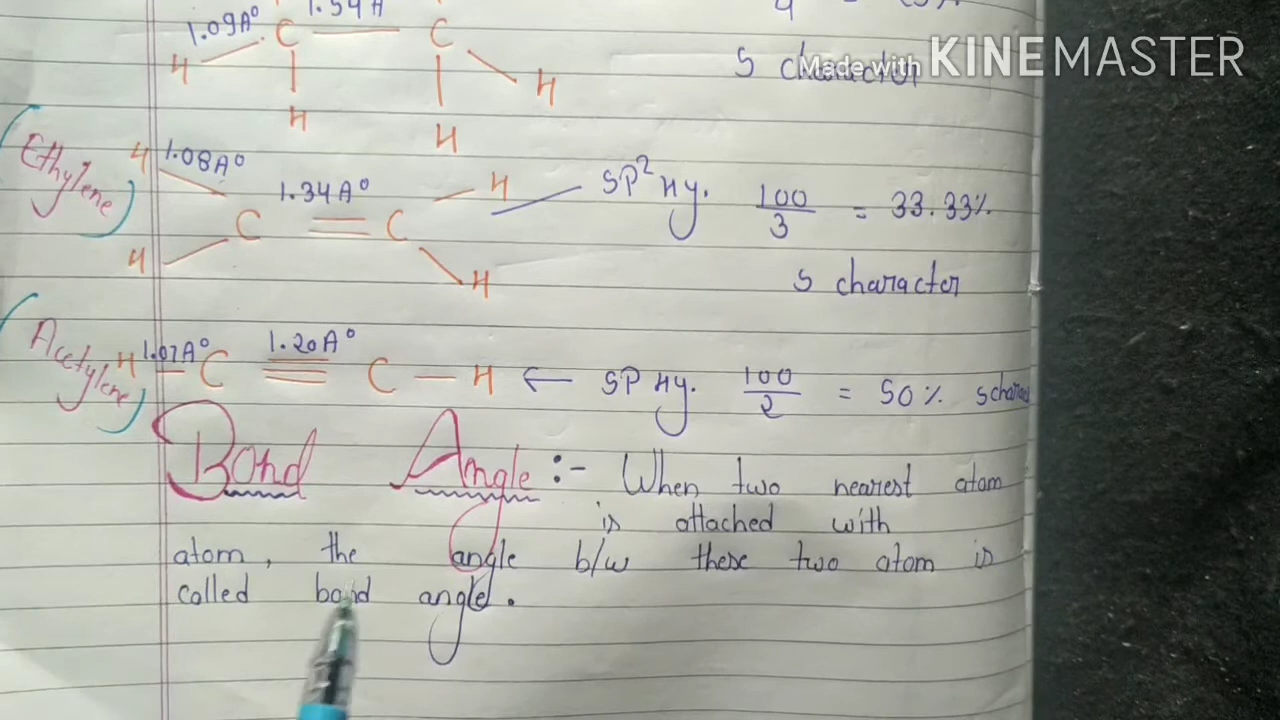 1.09A° 1.54A
C C
H H
H H
S character
Made with KINEMASTER
(Ethylene)
H 1.08A° 1.34A° H
C = C
H H
SP² Hy. 100/3 = 33.33%
S character
(Acetylene)
1.07A° 1.20A°
H - C ≡ C - H ← SP Hy. 100/2 = 50%
Bond Angle :- When two nearest atom
is attached with
atom, the angle b/w these two atom is
called bond angle.